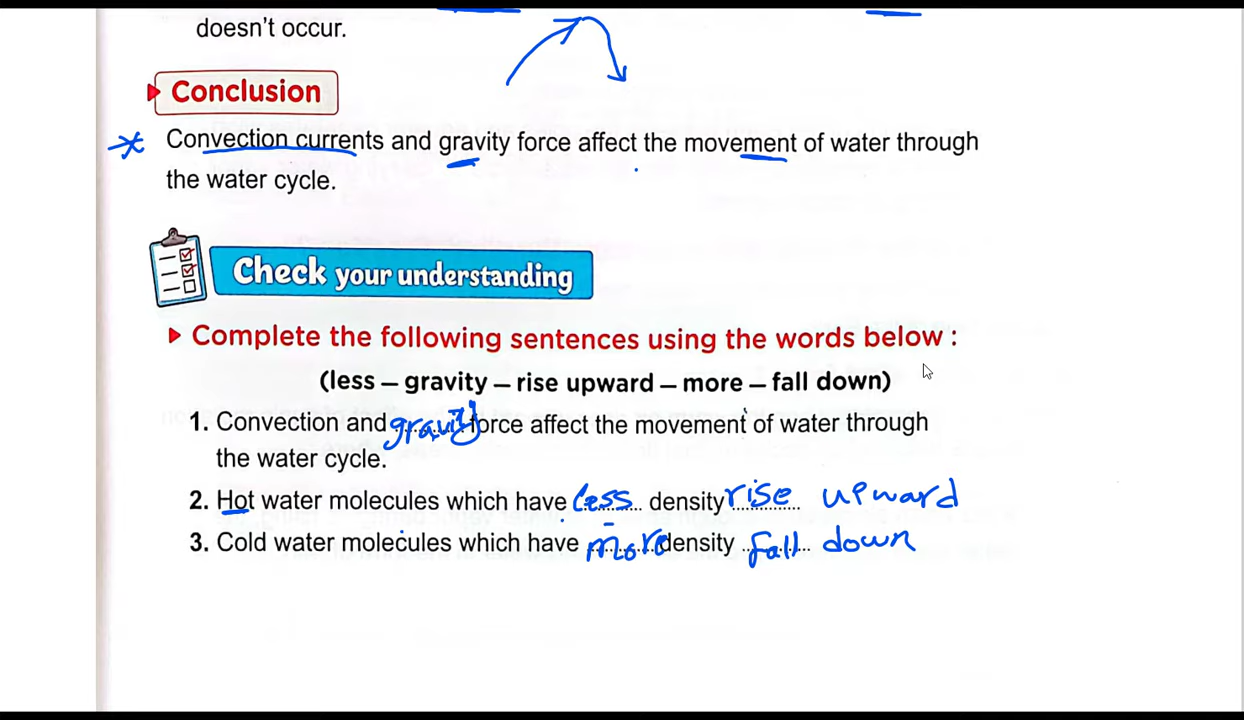 doesn't occur.
Conclusion
Convection currents and gravity force affect the movement of water through
the water cycle.
Check your understanding
Complete the following sentences using the words below :
(less – gravity – rise upward – more – fall down)
1. Convection and gravity force affect the movement of water through
the water cycle.
2. Hot water molecules which have less density rise upward
3. Cold water molecules which have more density fall down